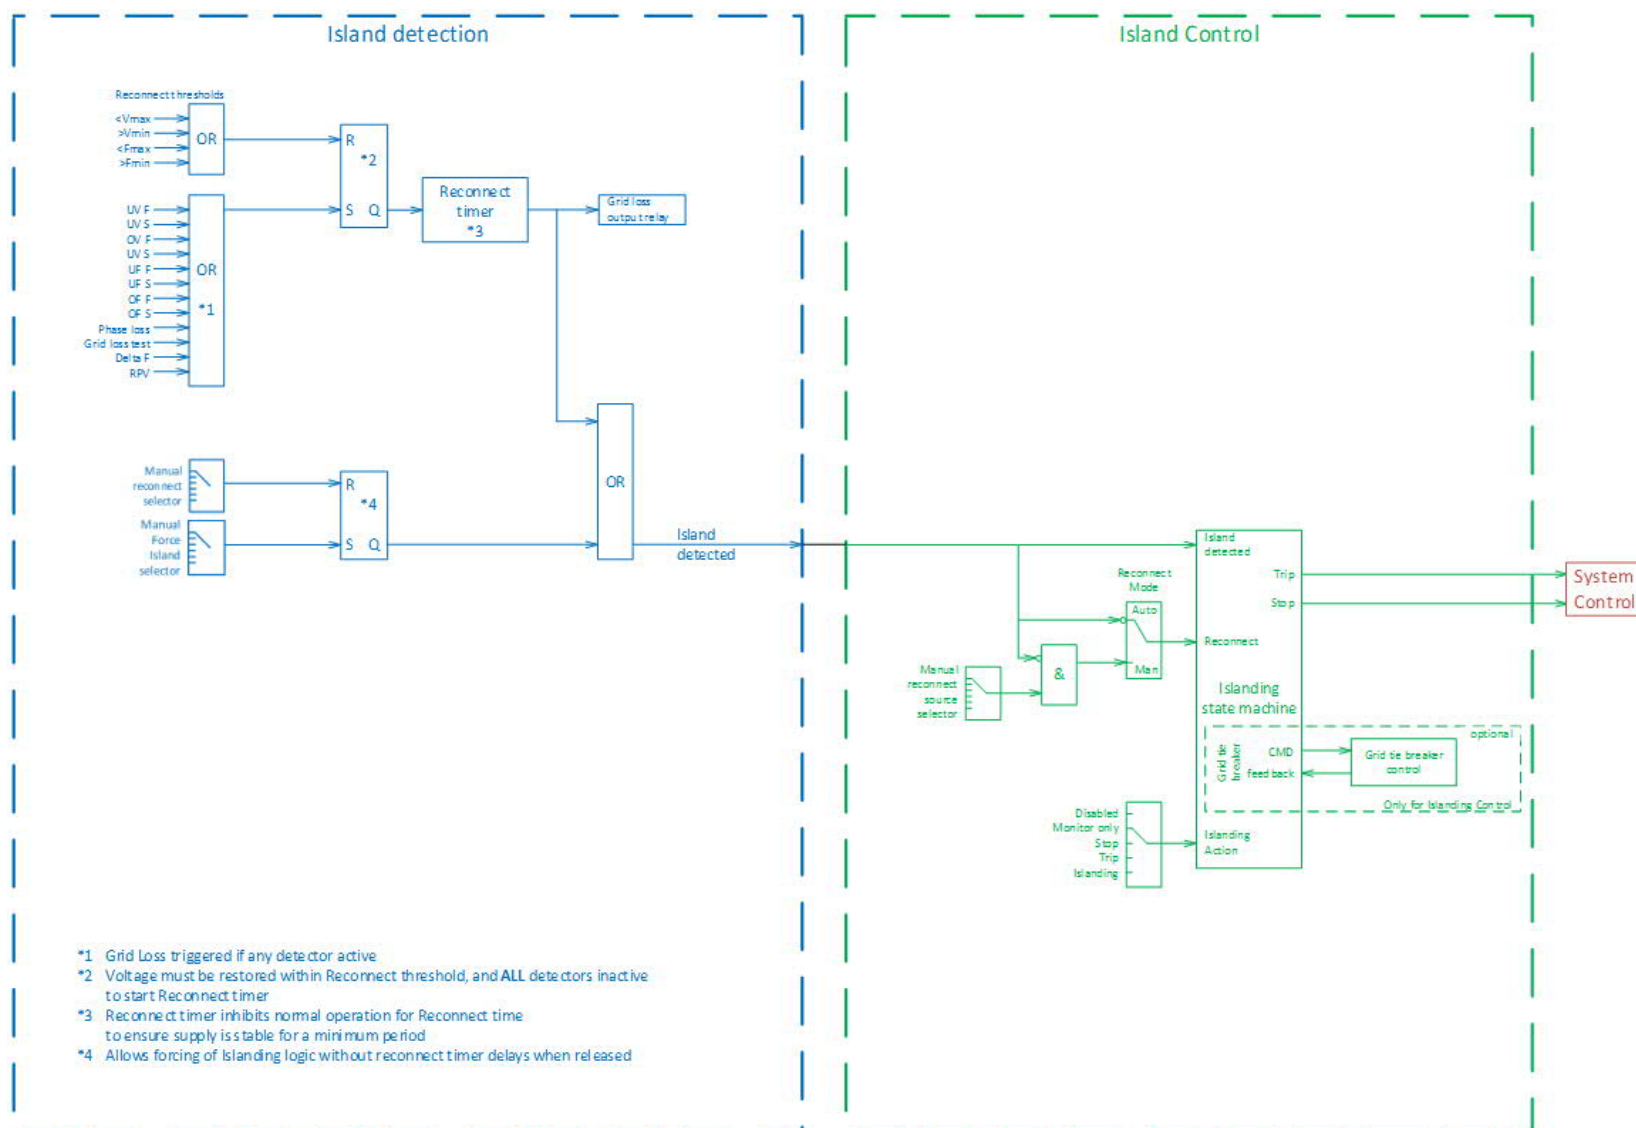 Island detection
Reconnect thresholds
<Vmax
>Vmin
<Fmax
>Fmin
OR
R
*2
S Q
UV F
UV S
OV F
UV S
UF F
UF S
OF F
OF S
Phase loss
Grid loss test
Delta F
RPV
OR
*1
Reconnect
timer
*3
Grid loss
output relay
Manual
reconnect
selector
Manual
Force
Island
selector
R
*4
S Q
OR
Island
detected
*1 Grid Loss triggered if any detector active
*2 Voltage must be restored within Reconnect threshold, and ALL detectors inactive
to start Reconnect timer
*3 Reconnect timer inhibits normal operation for Reconnect time
to ensure supply is stable for a minimum period
*4 Allows forcing of Islanding logic without reconnect timer delays when released
Island Control
Island
detected
Trip
Stop
Reconnect
Mode
Auto
Man
Reconnect
Manual
reconnect
source
selector
&
Islanding
state machine
optional
Grid tie
breaker
CMD
feedback
Grid tie breaker
control
Only for Islanding Control
Disabled
Monitor only
Stop
Trip
Islanding
Islanding
Action
System
Control